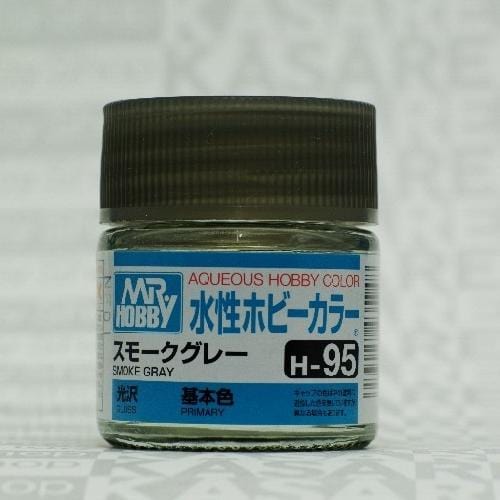 AQUEOUS HOBBY COLOR
MR HOBBY
水性ホビーカラー
スモークグレー
SMOKE GRAY
H-95
光沢
GLOSS
基本色
PRIMARY